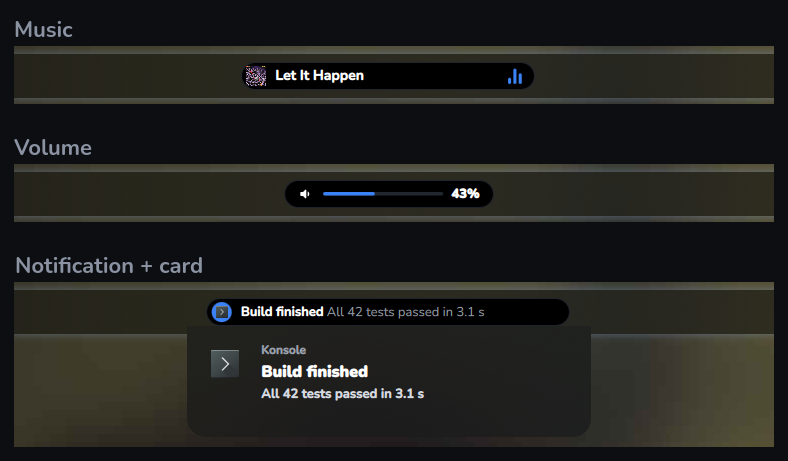 Music
Let It Happen
Volume
43%
Notification + card
Build finished All 42 tests passed in 3.1 s
Konsole
Build finished
All 42 tests passed in 3.1 s